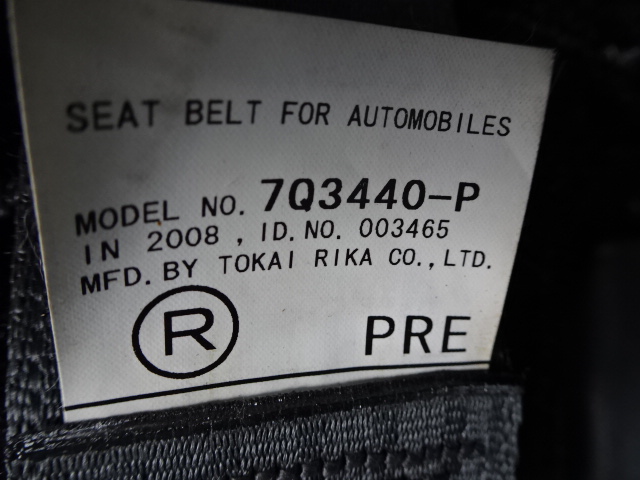 SEAT BELT FOR AUTOMOBILES
MODEL NO. 7Q3440-P
IN 2008, ID.NO. 003465
MFD. BY TOKAI RIKA CO., LTD.
R PRE